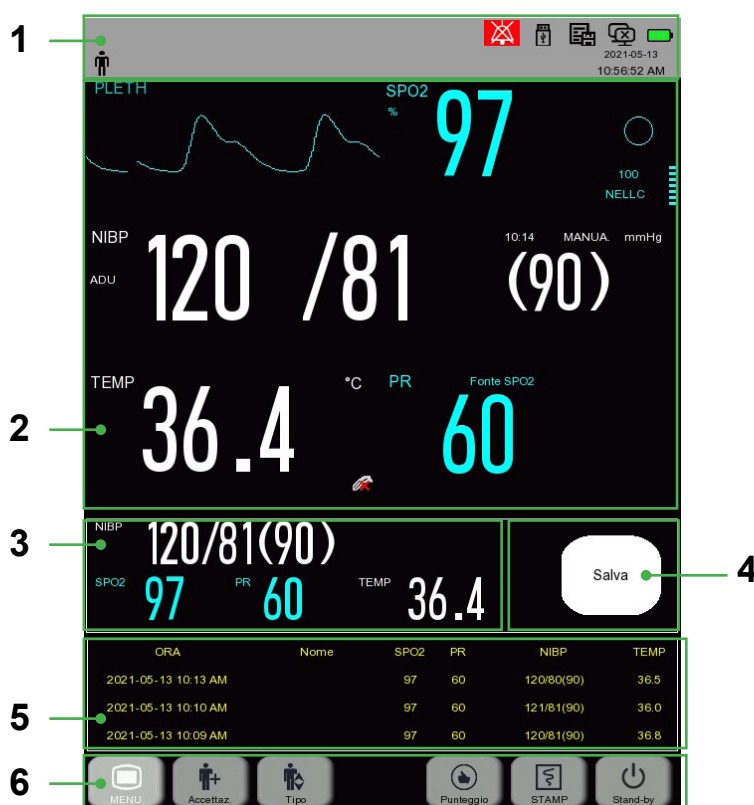 1
2021-05-13
10:56:52 AM
PLETH
SPO2
%
97
100
NELLC
NIBP
ADU
120 /81
10:14 MANUA. mmHg
(90)
2
TEMP
36.4
°C
PR
Fonte SPO2
60
3
NIBP
120/81(90)
SPO2
97
PR
60
TEMP
36.4
Salva
4
5
ORA Nome SPO2 PR NIBP TEMP
2021-05-13 10:13 AM 97 60 120/80(90) 36.5
2021-05-13 10:10 AM 97 60 121/81(90) 36.0
2021-05-13 10:09 AM 97 60 120/81(90) 36.8
6
MENU Accettaz. Tipo Punteggio STAMP Stand-by